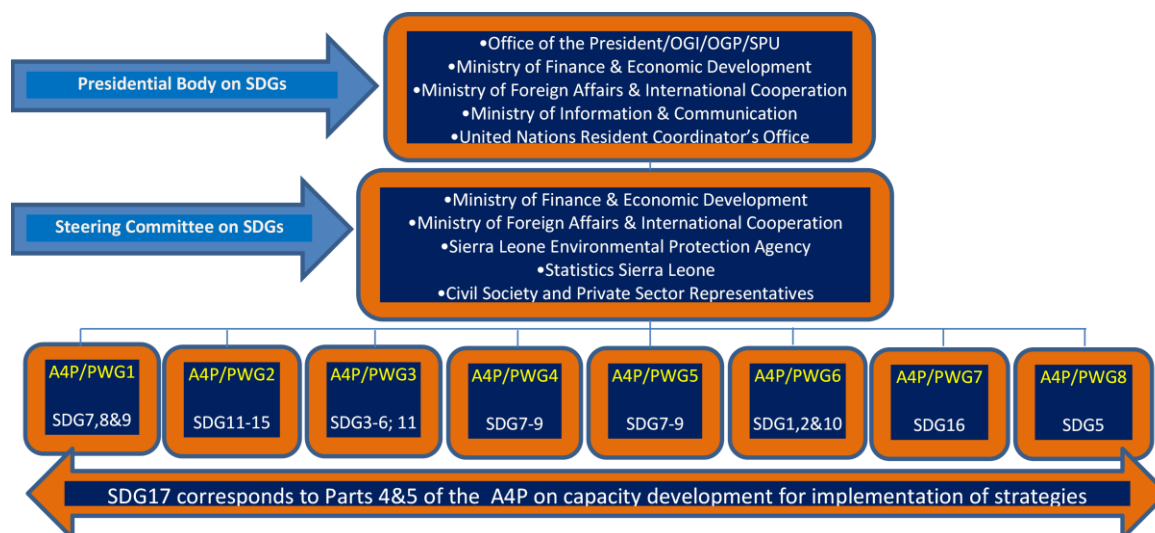 Presidential Body on SDGs
•Office of the President/OGI/OGP/SPU
•Ministry of Finance & Economic Development
•Ministry of Foreign Affairs & International Cooperation
•Ministry of Information & Communication
•United Nations Resident Coordinator’s Office
Steering Committee on SDGs
•Ministry of Finance & Economic Development
•Ministry of Foreign Affairs & International Cooperation
•Sierra Leone Environmental Protection Agency
•Statistics Sierra Leone
•Civil Society and Private Sector Representatives
A4P/PWG1
SDG7,8&9
A4P/PWG2
SDG11-15
A4P/PWG3
SDG3-6; 11
A4P/PWG4
SDG7-9
A4P/PWG5
SDG7-9
A4P/PWG6
SDG1,2&10
A4P/PWG7
SDG16
A4P/PWG8
SDG5
SDG17 corresponds to Parts 4&5 of the A4P on capacity development for implementation of strategies